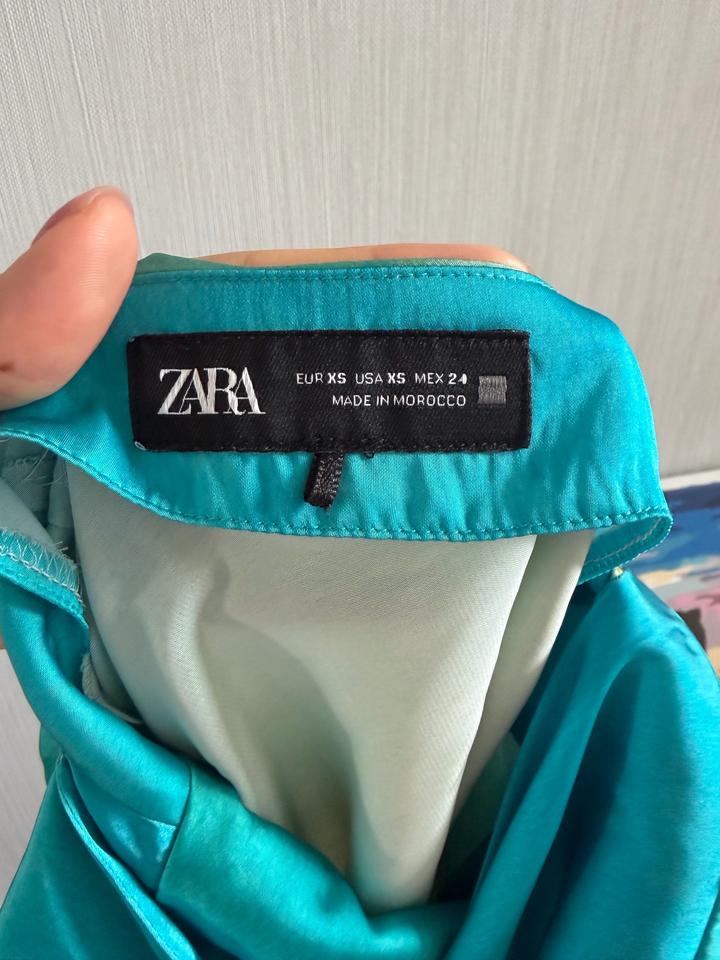 ZARA
EUR XS USA XS MEX 24
MADE IN MOROCCO